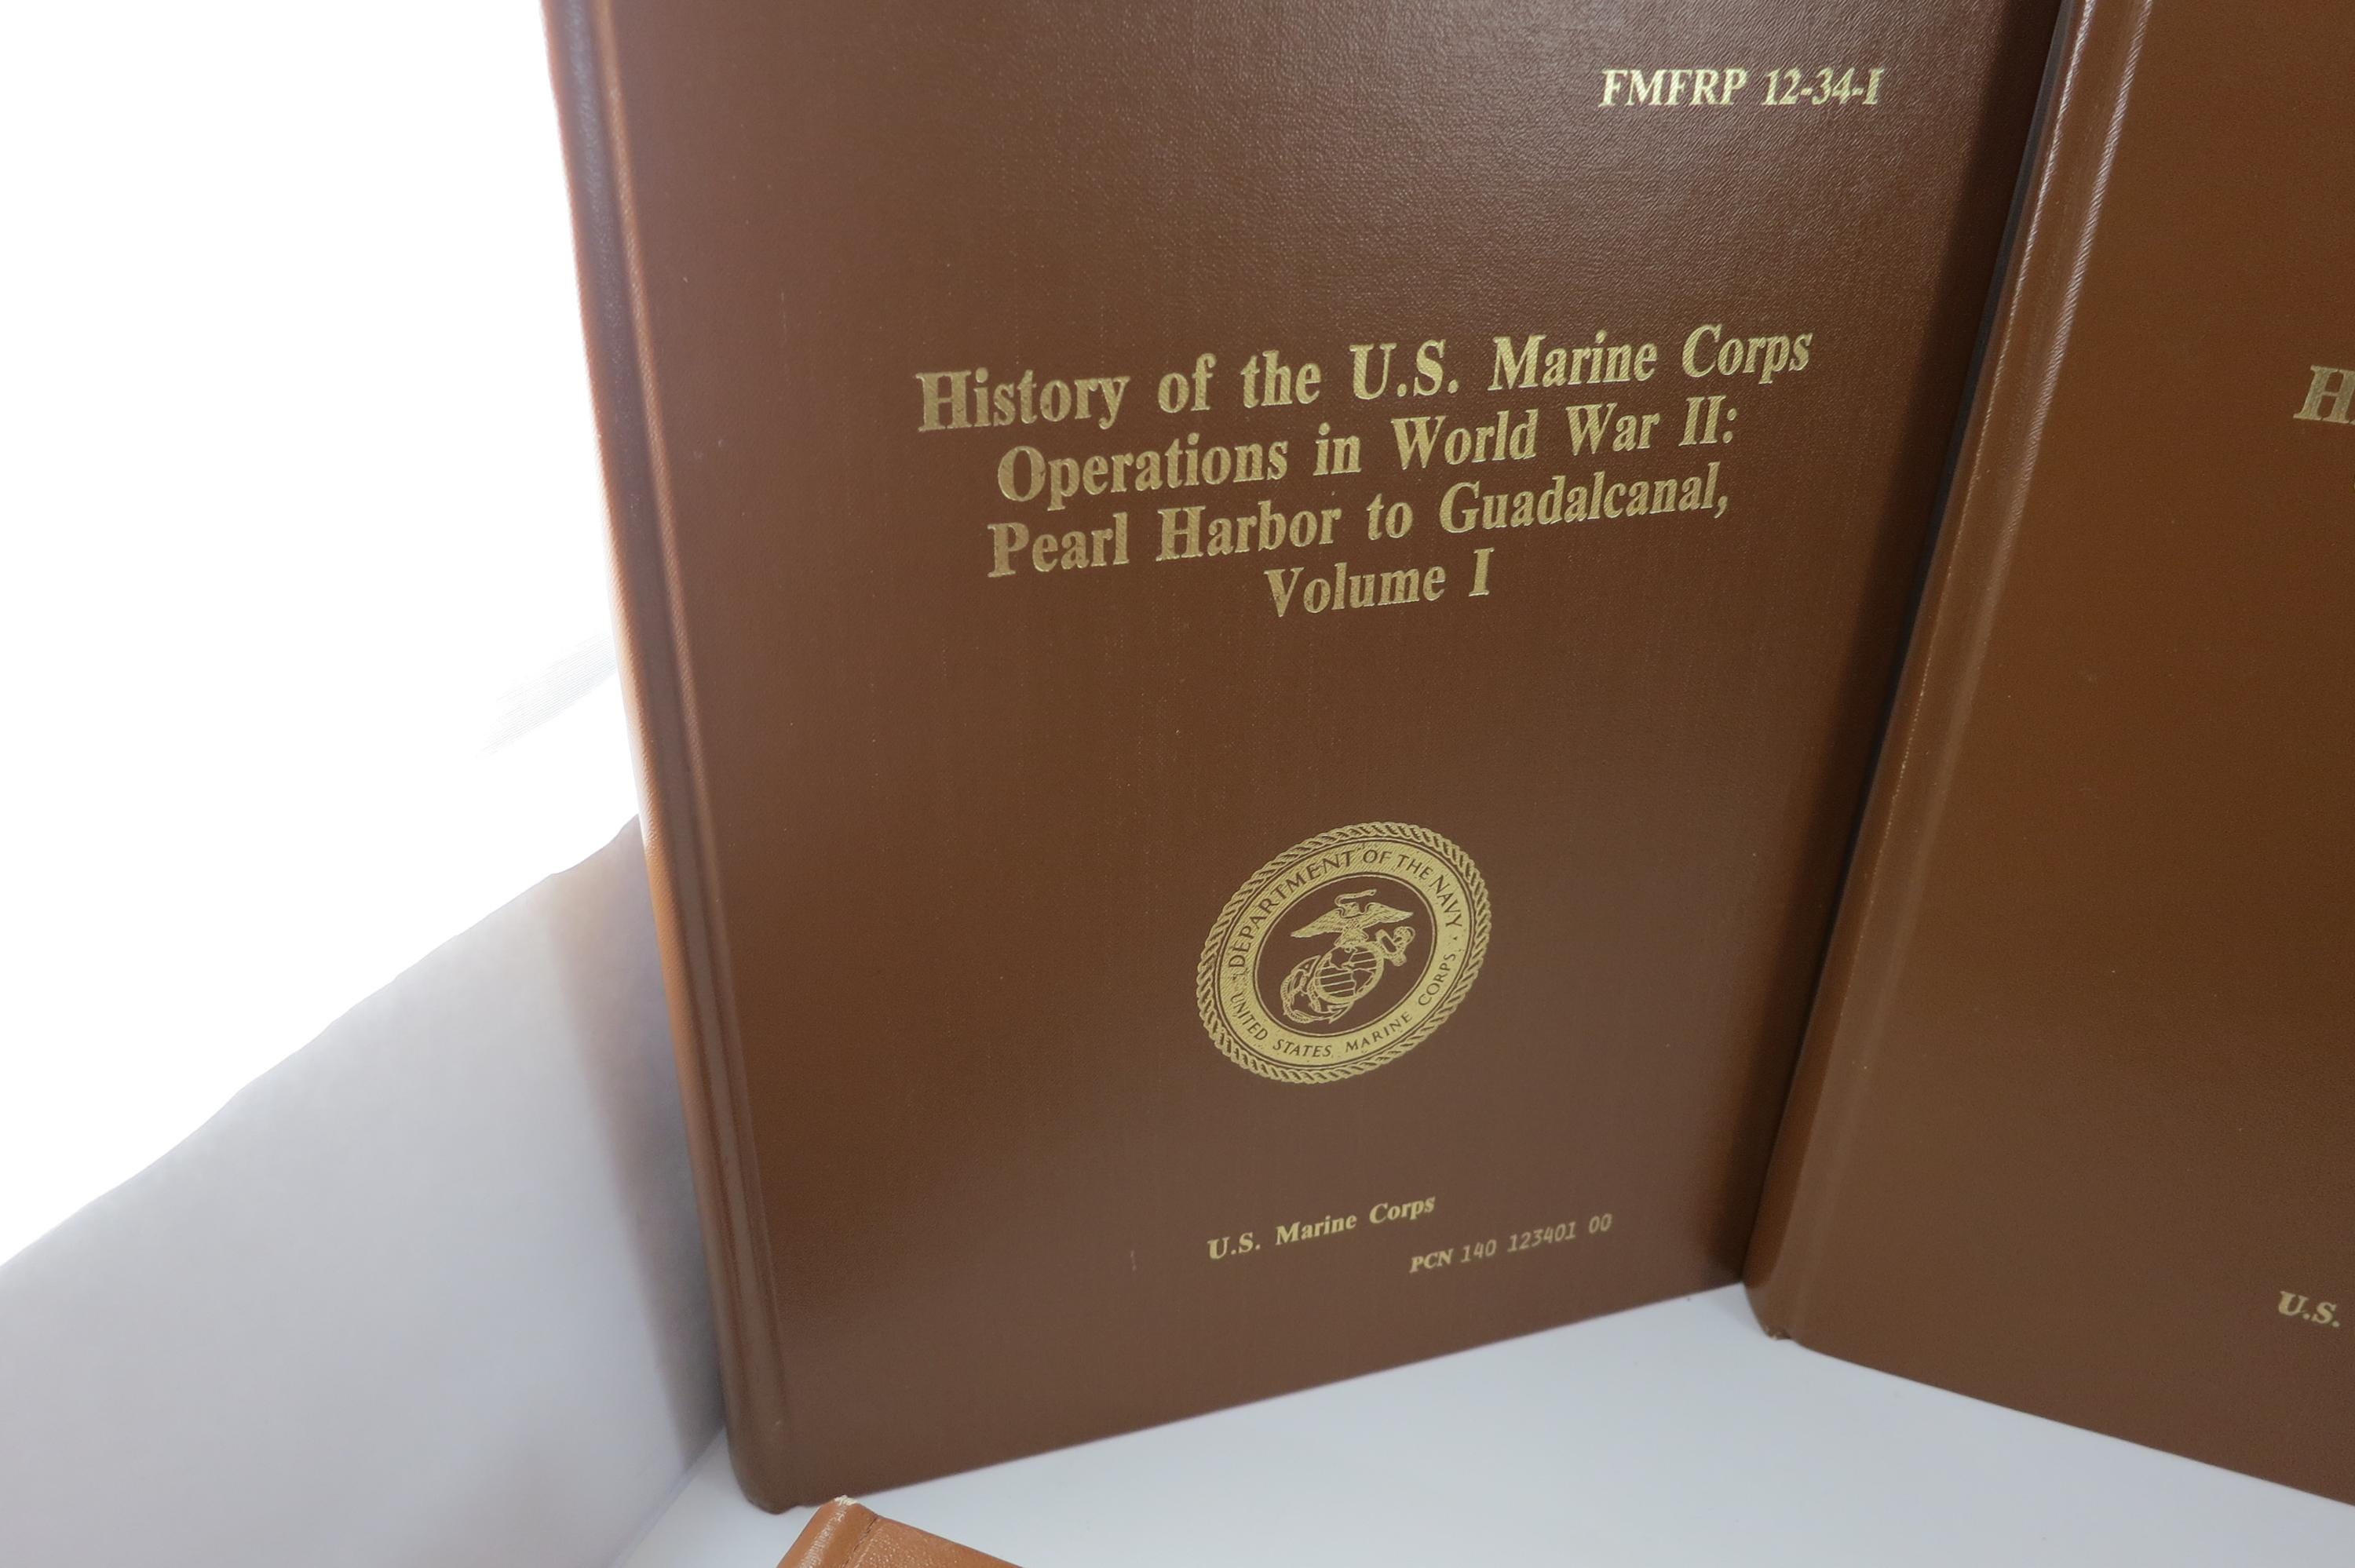 FMFRP 12-34-I
History of the U.S. Marine Corps
Operations in World War II:
Pearl Harbor to Guadalcanal,
Volume I
DEPARTMENT OF THE NAVY
UNITED STATES MARINE CORPS
U.S. Marine Corps
PCN 140 123401 00
U.S.